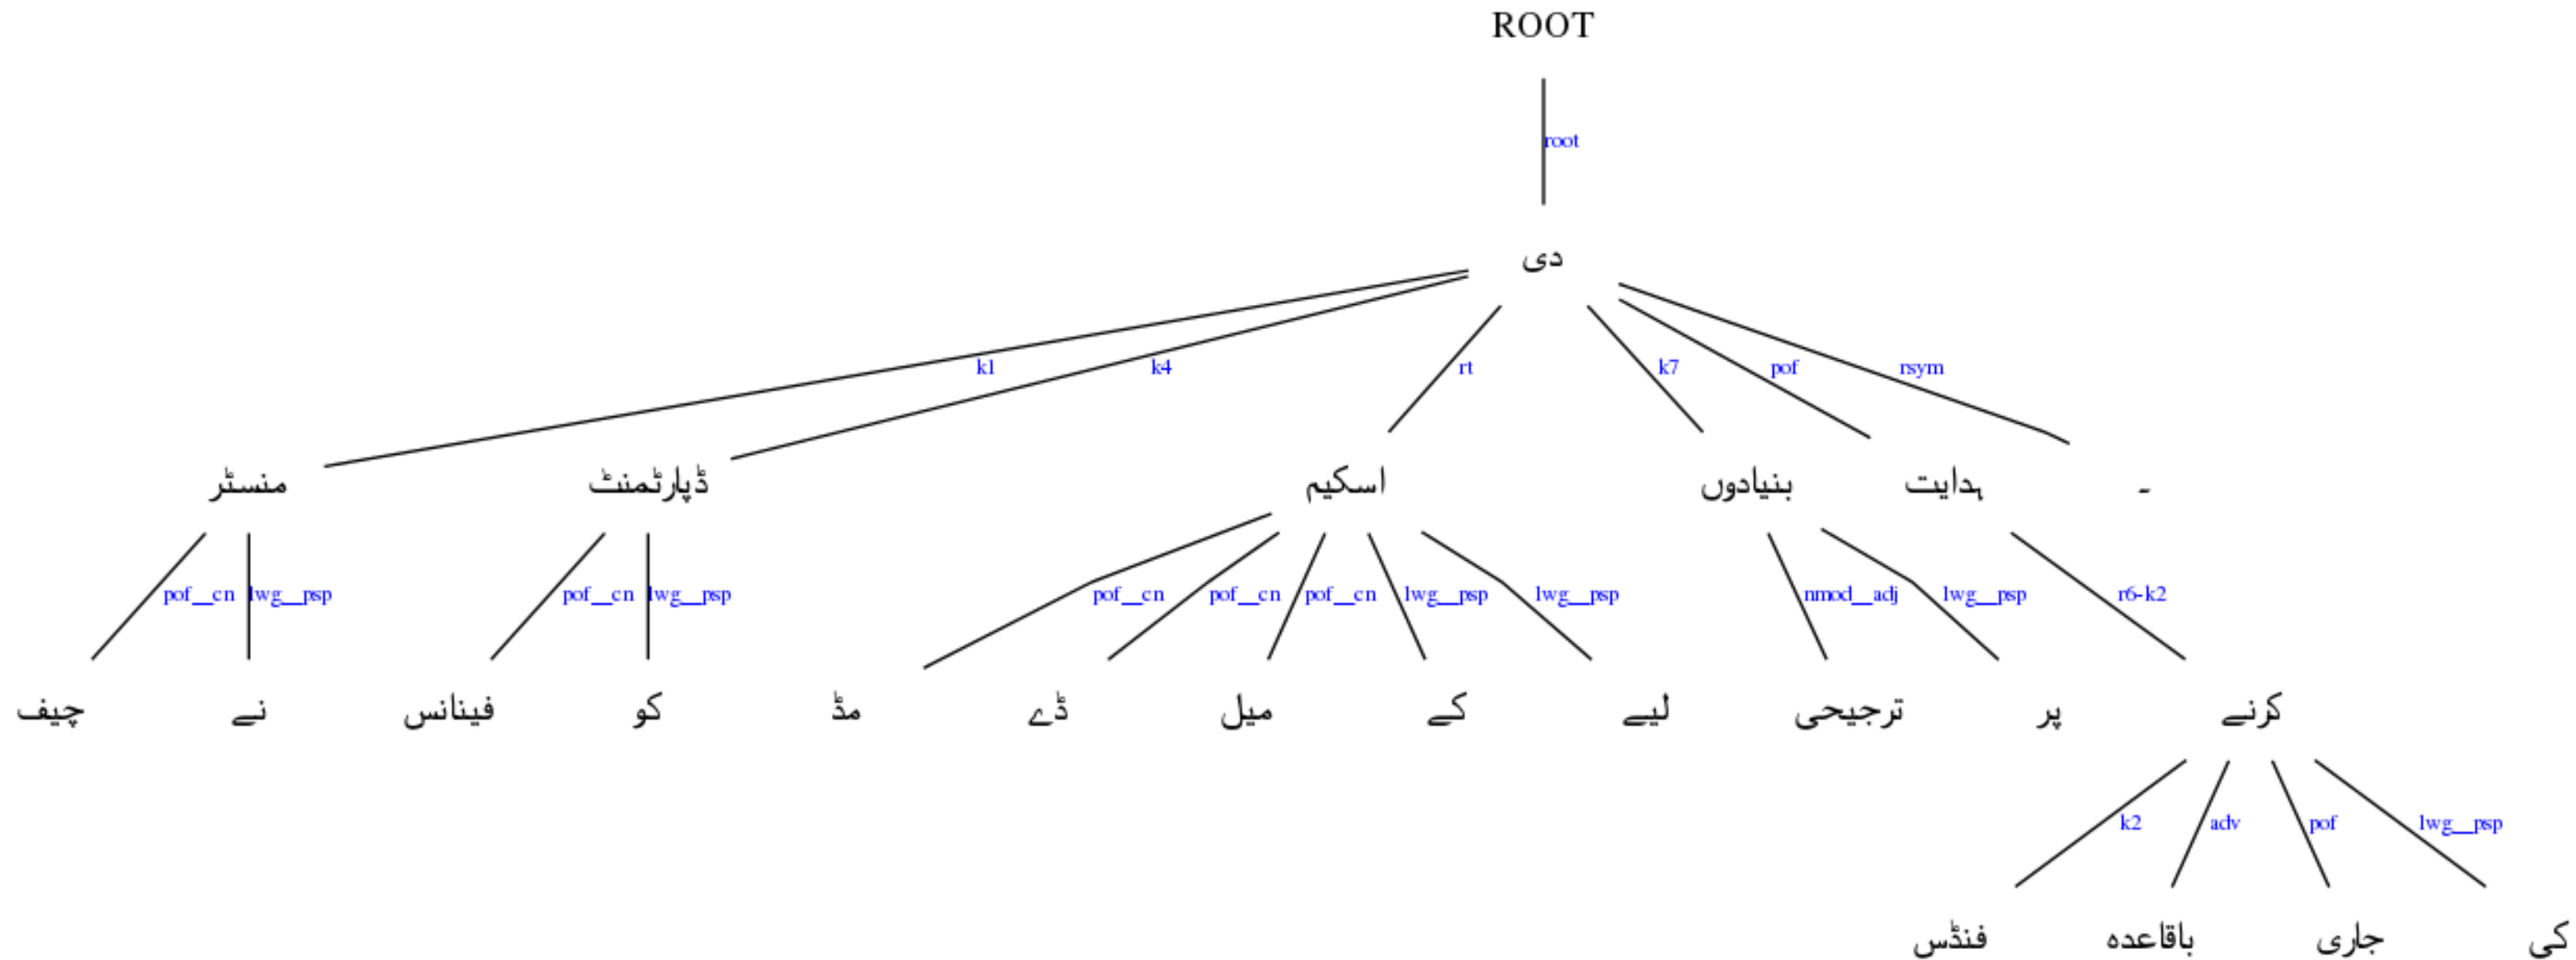 ROOT
root
دی
k1 k4 rt k7 pof rsym
منسٹر ڈپارٹمنٹ اسکیم بنیادوں ہدایت ۔
pof__cn lwg__psp pof__cn lwg__psp pof__cn pof__cn pof__cn lwg__psp lwg__psp nmod__adj lwg__psp r6-k2
چیف نے فینانس کو مڈ ڈے میل کے لیے ترجیحی پر کرنے
k2 adv pof lwg__psp
فنڈس باقاعدہ جاری کی